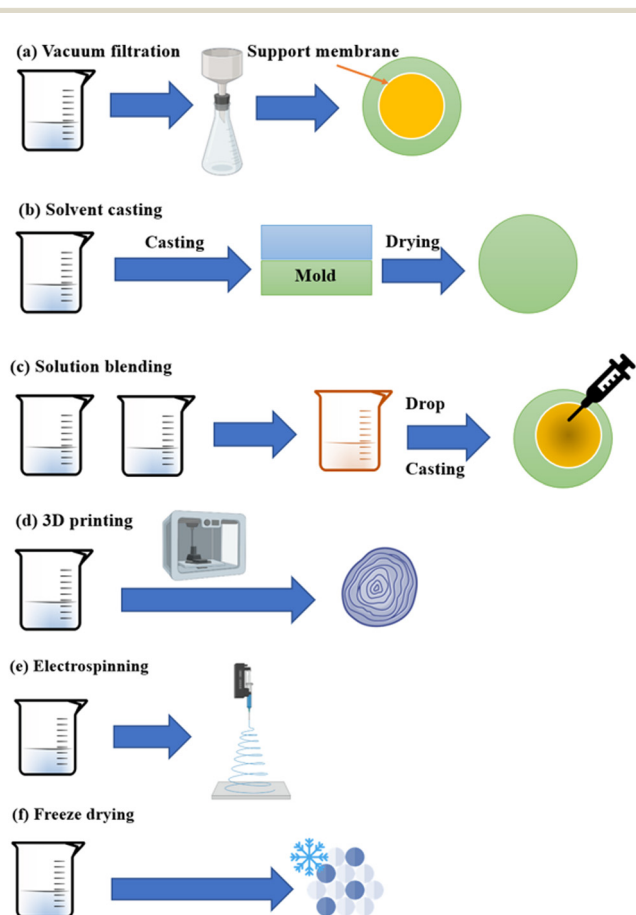 (a) Vacuum filtration
Support membrane
(b) Solvent casting
Casting
Mold
Drying
(c) Solution blending
Drop
Casting
(d) 3D printing
(e) Electrospinning
(f) Freeze drying